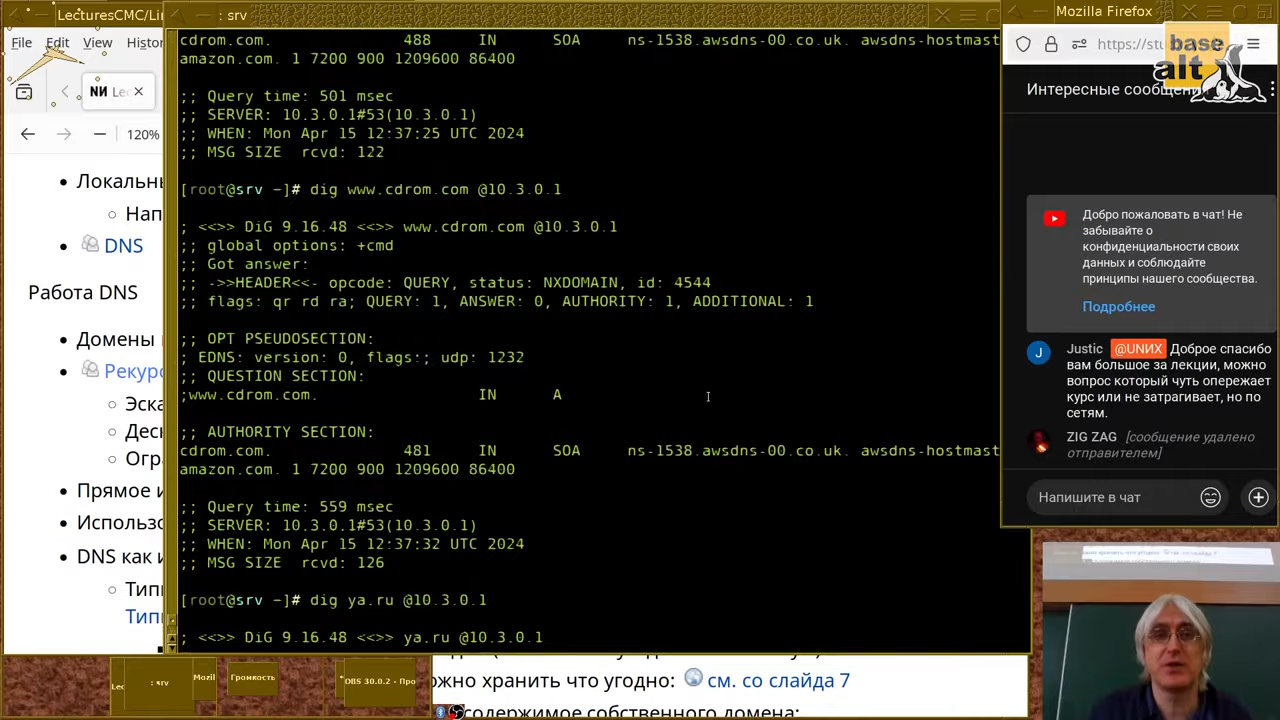 LecturesCMC/Lin
File Edit View Histor
Lec
120%
Локальн
Нап
DNS
Работа DNS
Домены
Рекурс
Эска
Деск
Огра
Прямое и
Использо
DNS как и
Типы
Типы
: srv
cdrom.com. 488 IN SOA ns-1538.awsdns-00.co.uk. awsdns-hostmast
amazon.com. 1 7200 900 1209600 86400
;; Query time: 501 msec
;; SERVER: 10.3.0.1#53(10.3.0.1)
;; WHEN: Mon Apr 15 12:37:25 UTC 2024
;; MSG SIZE  rcvd: 122
[root@srv ~]# dig www.cdrom.com @10.3.0.1
; <<>> DiG 9.16.48 <<>> www.cdrom.com @10.3.0.1
;; global options: +cmd
;; Got answer:
;; ->>HEADER<<- opcode: QUERY, status: NXDOMAIN, id: 4544
;; flags: qr rd ra; QUERY: 1, ANSWER: 0, AUTHORITY: 1, ADDITIONAL: 1
;; OPT PSEUDOSECTION:
; EDNS: version: 0, flags:; udp: 1232
;; QUESTION SECTION:
;www.cdrom.com. IN A
;; AUTHORITY SECTION:
cdrom.com. 481 IN SOA ns-1538.awsdns-00.co.uk. awsdns-hostmast
amazon.com. 1 7200 900 1209600 86400
;; Query time: 559 msec
;; SERVER: 10.3.0.1#53(10.3.0.1)
;; WHEN: Mon Apr 15 12:37:32 UTC 2024
;; MSG SIZE  rcvd: 126
[root@srv ~]# dig ya.ru @10.3.0.1
; <<>> DiG 9.16.48 <<>> ya.ru @10.3.0.1
Mozilla Firefox
https://stu
base
alt
Интересные сообщен
Добро пожаловать в чат! Не
забывайте о
конфиденциальности своих
данных и соблюдайте
принципы нашего сообщества.
Подробнее
Justic @UNИX Доброе спасибо
вам большое за лекции, можно
вопрос который чуть опережает
курс или не затрагивает, но по
сетям.
ZIG ZAG [сообщение удалено
отправителем]
Напишите в чат
Lec
: srv
Mozil
Громкость
OBS 30.0.2 - Про
ожно хранить что угодно: см. со слайда 7
содержимое собственного домена: